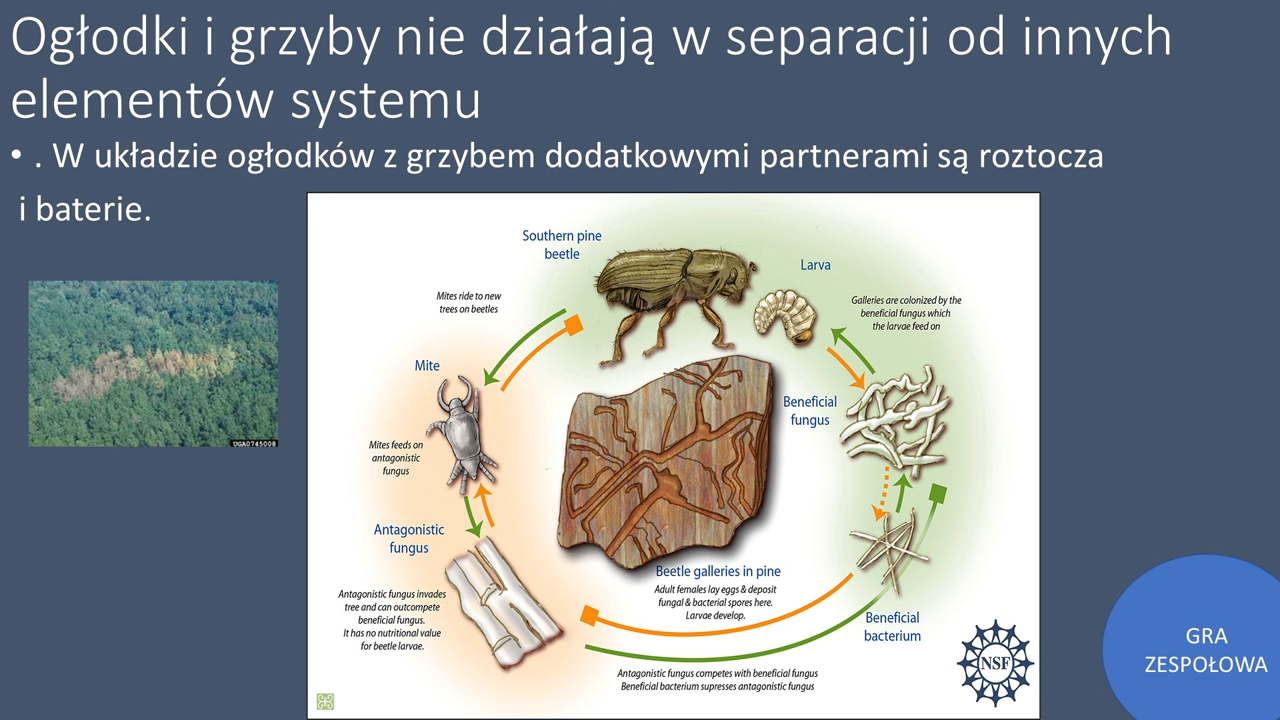 Ogłodki i grzyby nie działają w separacji od innych
elementów systemu
• . W układzie ogłodków z grzybem dodatkowymi partnerami są roztocza
i baterie.
Southern pine
beetle
Larva
Mites ride to new
trees on beetles
Galleries are colonized by the
beneficial fungus which
the larvae feed on
Mite
Beneficial
fungus
Mites feeds on
antagonistic
fungus
UGA0745008
Antagonistic
fungus
Beetle galleries in pine
Adult females lay eggs & deposit
fungal & bacterial spores here.
Larvae develop.
Antagonistic fungus invades
tree and can outcompete
beneficial fungus.
It has no nutritional value
for beetle larvae.
Beneficial
bacterium
Antagonistic fungus competes with beneficial fungus
Beneficial bacterium supresses antagonistic fungus
NSF
GRA
ZESPOŁOWA